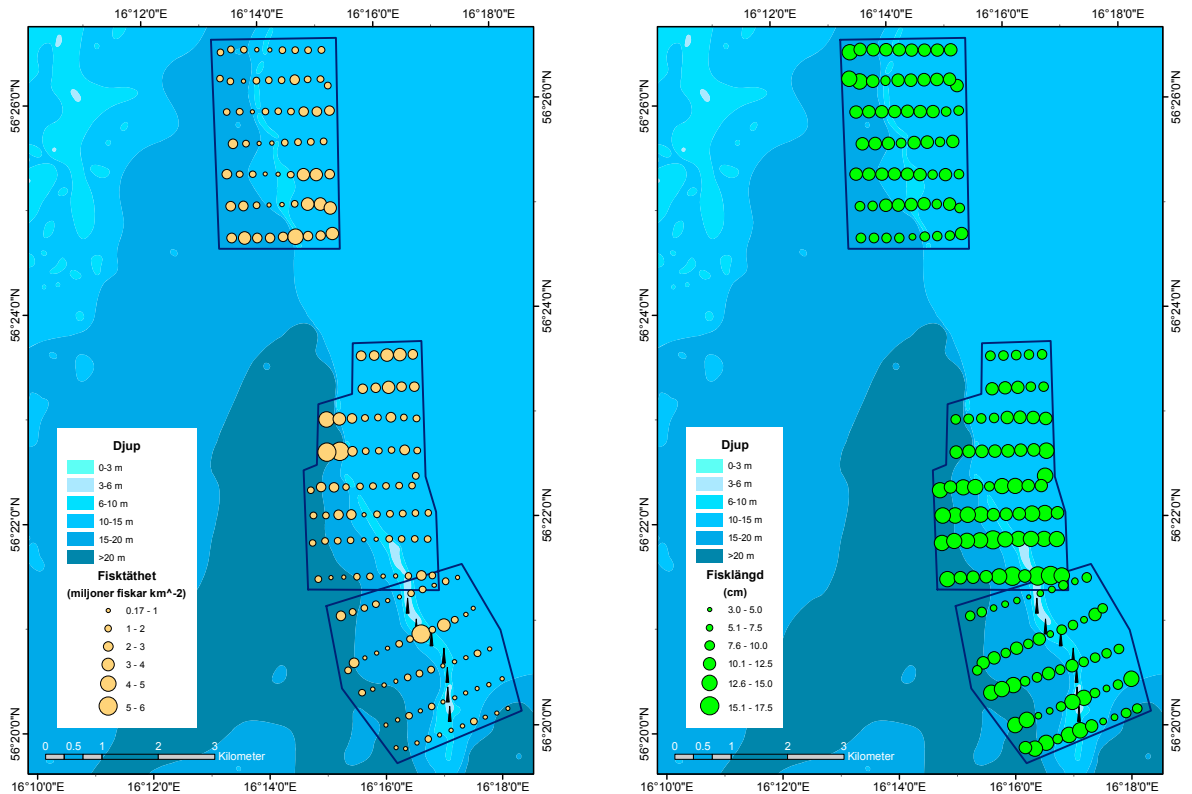 16°12'0"E 16°14'0"E 16°16'0"E 16°18'0"E
56°26'0"N
56°24'0"N
56°22'0"N
56°20'0"N
56°26'0"N
56°24'0"N
56°22'0"N
56°20'0"N
Djup
0-3 m
3-6 m
6-10 m
10-15 m
15-20 m
>20 m
Fisktäthet
(miljoner fiskar km^-2)
0.17 - 1
1 - 2
2 - 3
3 - 4
4 - 5
5 - 6
0 0.5 1 2 3
Kilometer
16°10'0"E 16°12'0"E 16°14'0"E 16°16'0"E 16°18'0"E
16°12'0"E 16°14'0"E 16°16'0"E 16°18'0"E
56°26'0"N
56°24'0"N
56°22'0"N
56°20'0"N
56°26'0"N
56°24'0"N
56°22'0"N
56°20'0"N
Djup
0-3 m
3-6 m
6-10 m
10-15 m
15-20 m
>20 m
Fisklängd
(cm)
3.0 - 5.0
5.1 - 7.5
7.6 - 10.0
10.1 - 12.5
12.6 - 15.0
15.1 - 17.5
0 0.5 1 2 3
Kilometer
16°10'0"E 16°12'0"E 16°14'0"E 16°16'0"E 16°18'0"E